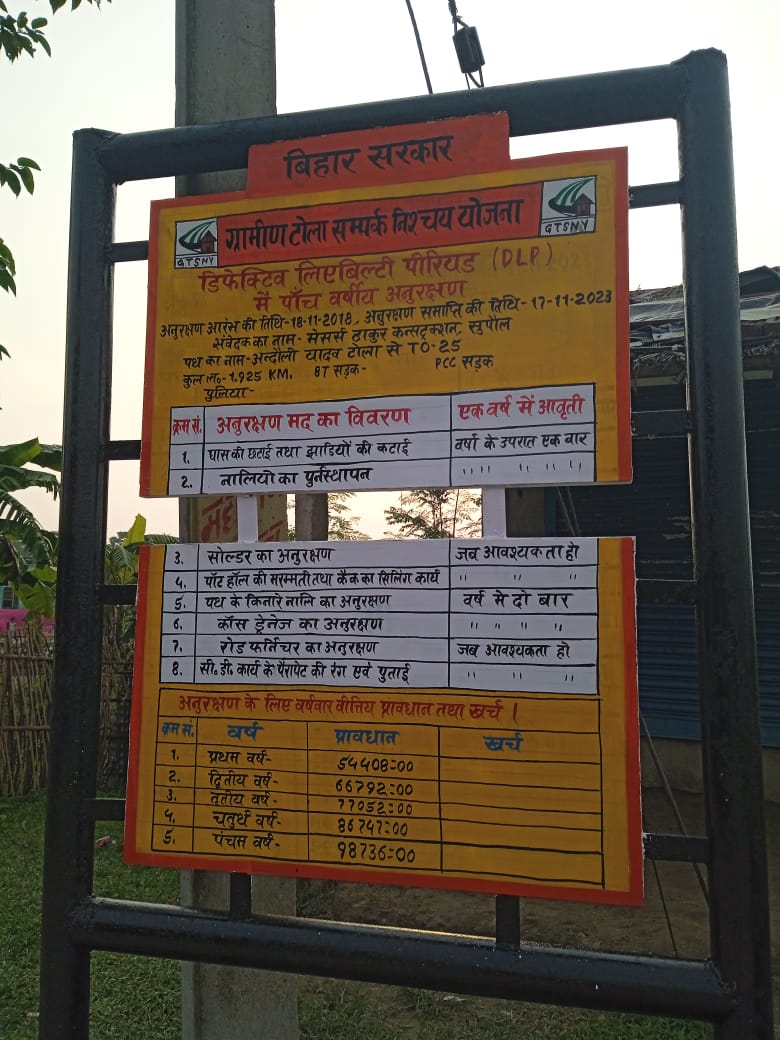 बिहार सरकार
ग्रामीण टोला सम्पर्क निश्चय योजना
GTSNY
GTSNY
डिफेक्टिव लिएबिल्टी पीरियड (DLP)
में पाँच वर्षीय अनुरक्षण
अनुरक्षण आरंभ की तिथि-18-11-2018, अनुरक्षण समाप्ति की तिथि-17-11-2023
संवेदक का नाम- मेसर्स ठाकुर कन्सट्रक्शन, सुपौल
पथ का नाम-अन्दौली यादव टोला से TO-25
कुल ल०-1.925 KM. BT सड़क- PCC सड़क
पुलिया-
क्रम सं. अनुरक्षण मद का विवरण एक वर्ष में आवृती
1. घास की छटाई तथा झाडियों की कटाई वर्षा के उपरात एक बार
2. नालियो का पुर्नस्थापन " " " "
3. सोल्डर का अनुरक्षण जब आवश्यकता हो
4. पॉट हॉल की मरम्मती तथा कैक का सिलिंग कार्य " " "
5. पथ के किनारे नालि का अनुरक्षण वर्ष मे दो बार
6. कॉस ड्रेनेज का अनुरक्षण " " " "
7. रोड फर्निचर का अनुरक्षण जब आवश्यकता हो
8. सी० डी० कार्य के पैरापेट की रंग एवं पुताई " " "
अनुरक्षण के लिए वर्षवार वीत्तिय प्रावधान तथा खर्च।
क्रम सं. वर्ष प्रावधान खर्च
1. प्रथम वर्ष- 54408=00
2. द्वितीय वर्ष- 66792=00
3. तृतीय वर्ष- 77052=00
4. चतुर्थ वर्ष- 86747=00
5. पंचम वर्ष- 98736=00